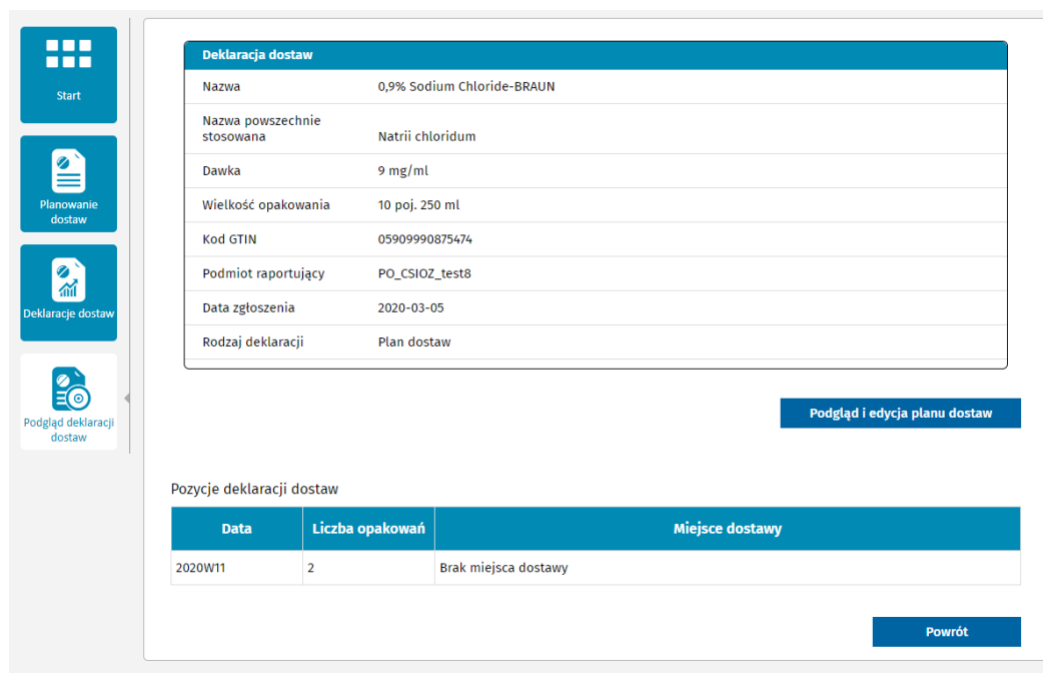 Start
Planowanie
dostaw
Deklaracje dostaw
Podgląd deklaracji
dostaw
Deklaracja dostaw
Nazwa 0,9% Sodium Chloride-BRAUN
Nazwa powszechnie
stosowana Natrii chloridum
Dawka 9 mg/ml
Wielkość opakowania 10 poj. 250 ml
Kod GTIN 05909990875474
Podmiot raportujący PO_CSIOZ_test8
Data zgłoszenia 2020-03-05
Rodzaj deklaracji Plan dostaw
Podgląd i edycja planu dostaw
Pozycje deklaracji dostaw
Data Liczba opakowań Miejsce dostawy
2020W11 2 Brak miejsca dostawy
Powrót